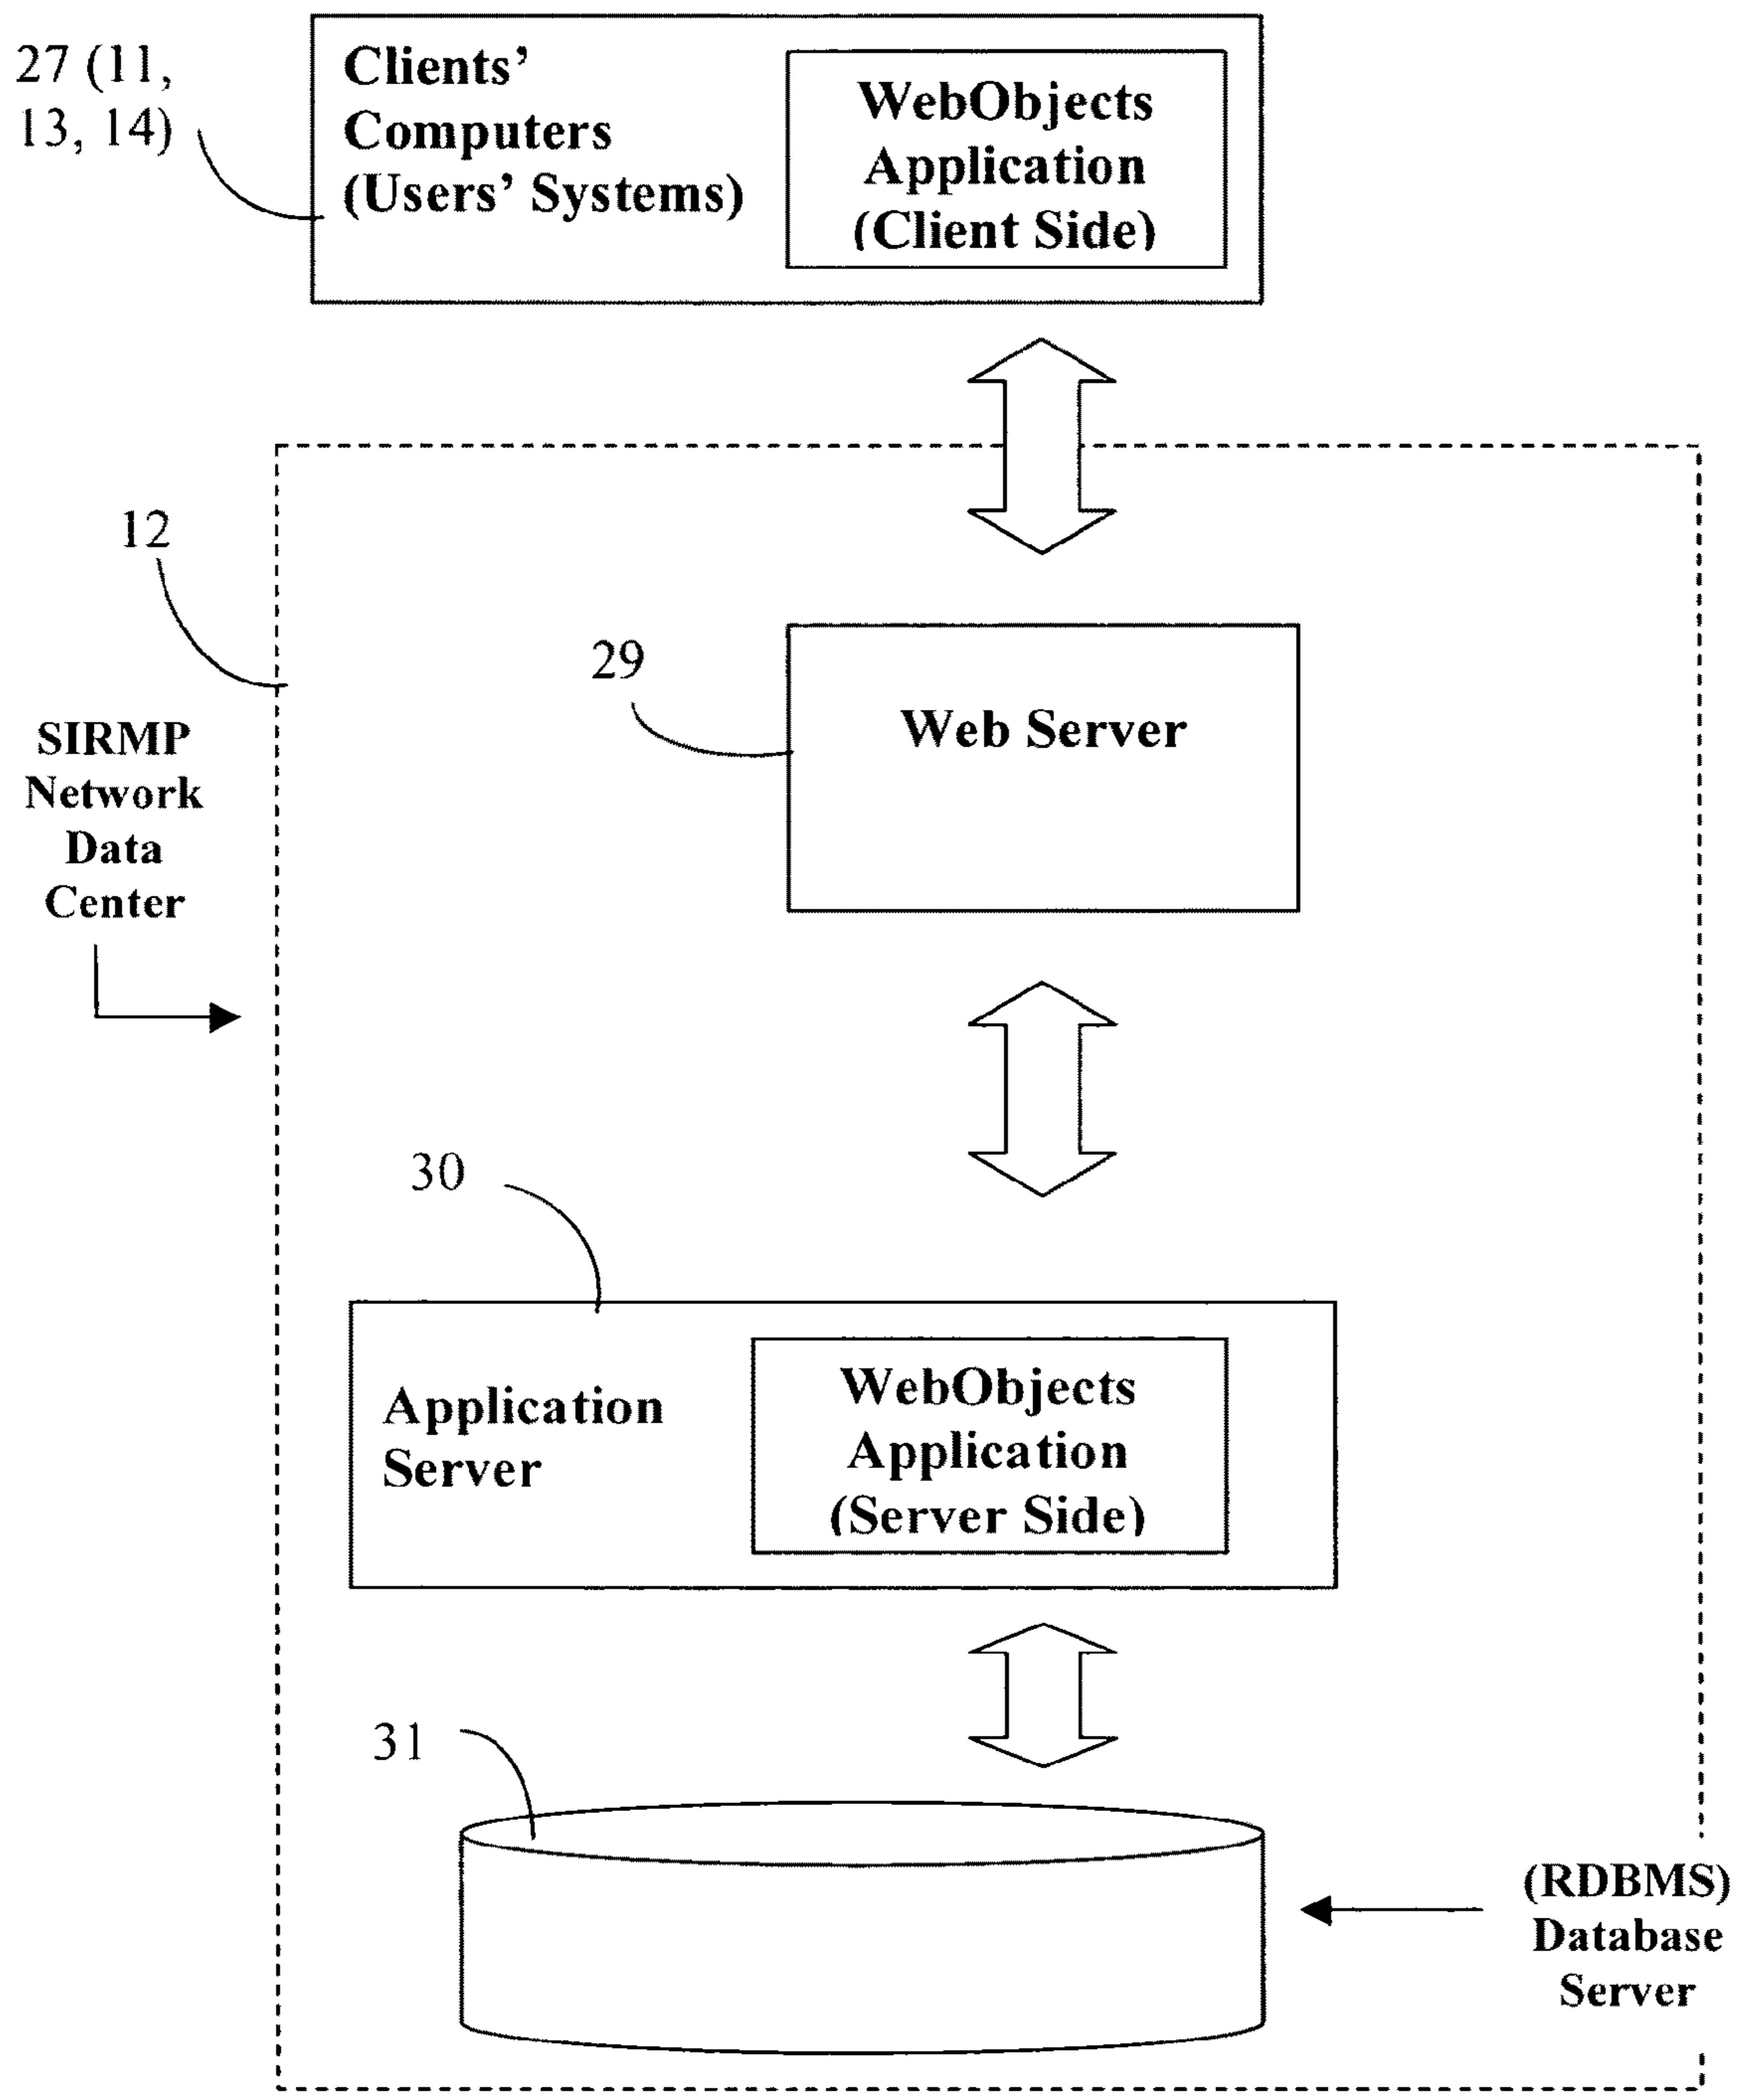 27 (11,
13, 14)
Clients’
Computers
(Users’ Systems)
WebObjects
Application
(Client Side)
12
SIRMP
Network
Data
Center
29
Web Server
30
Application
Server
WebObjects
Application
(Server Side)
31
(RDBMS)
Database
Server